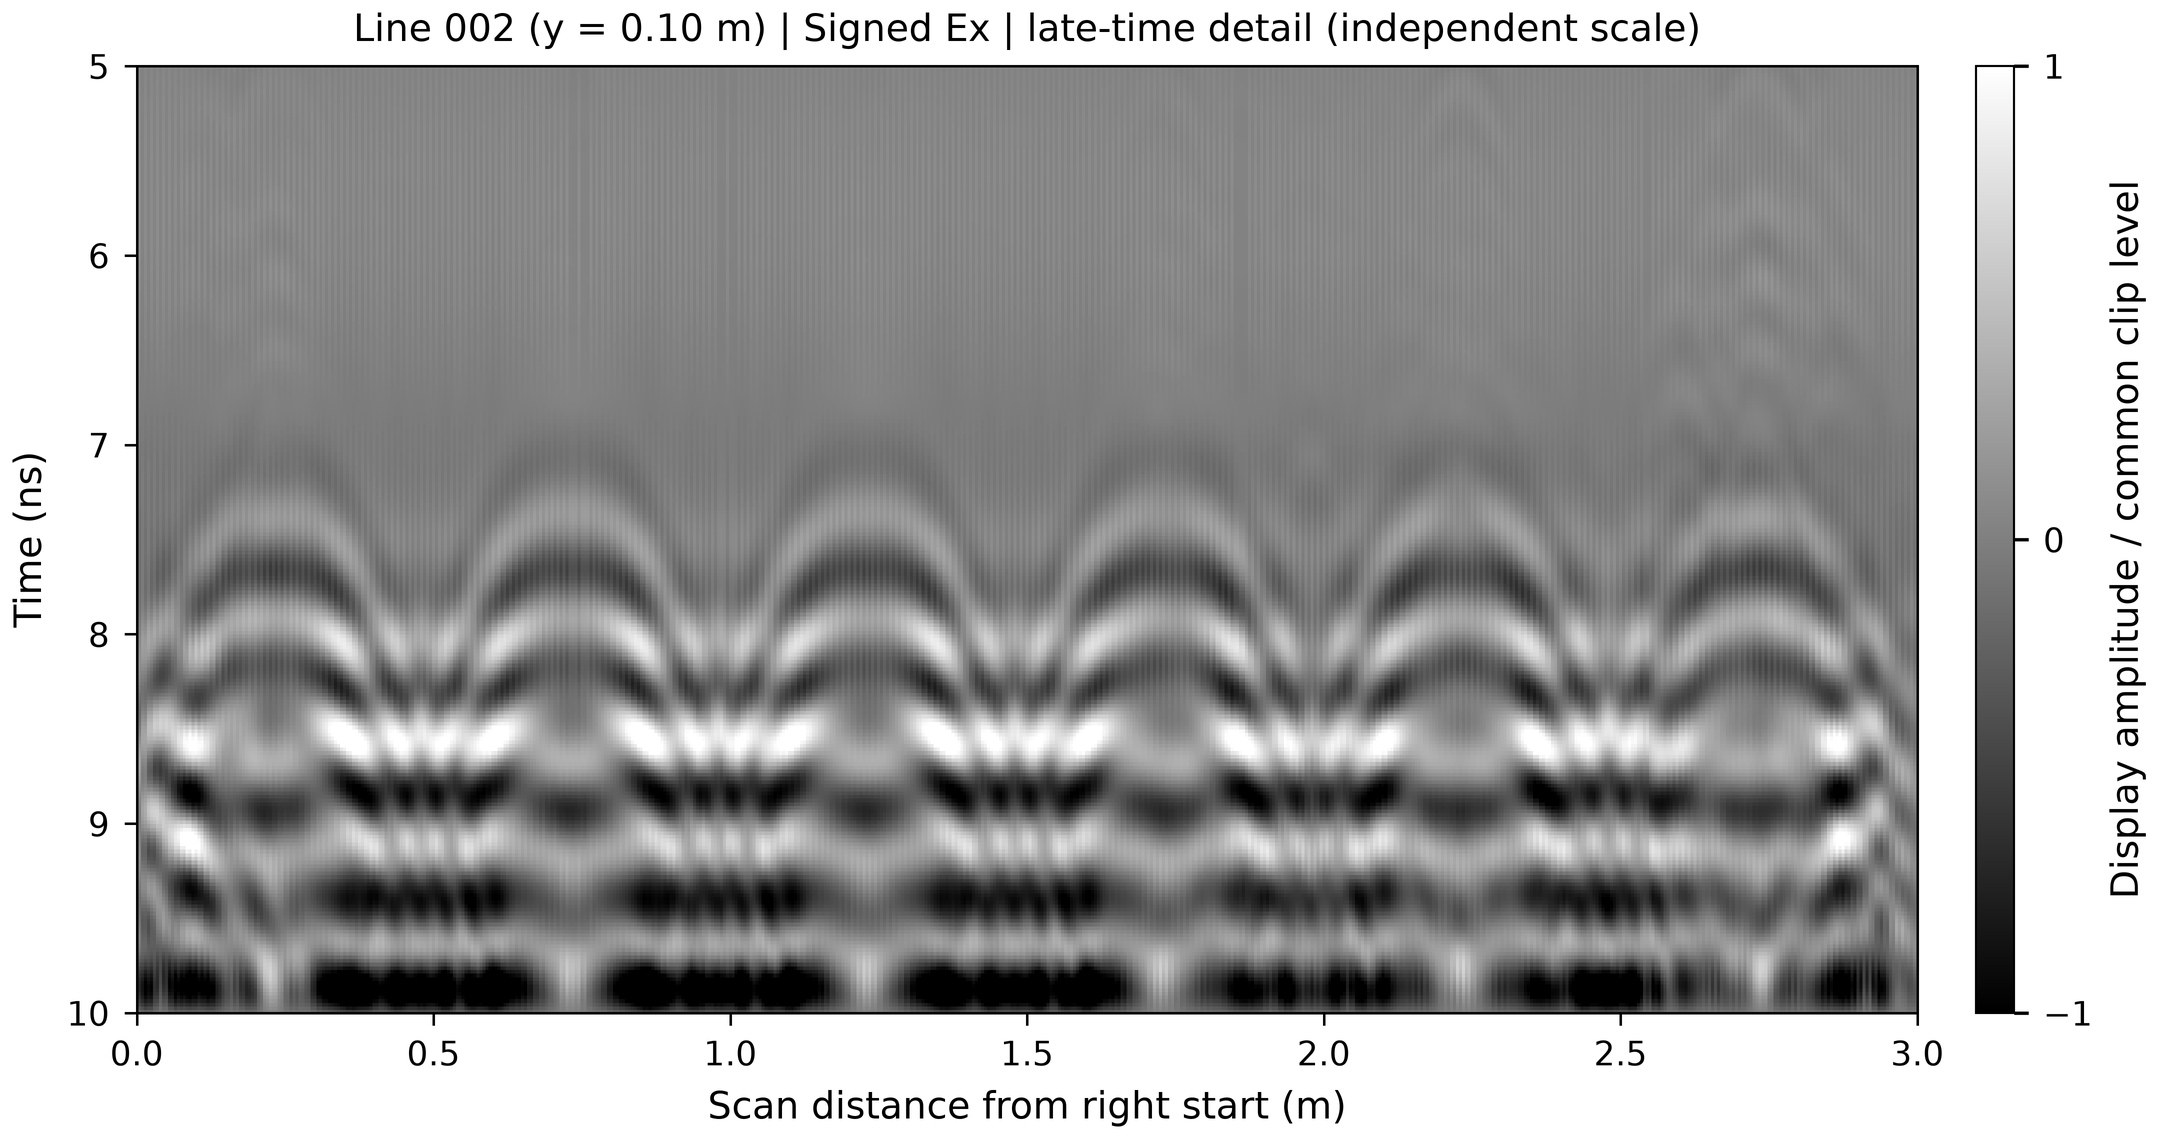 Line 002 (y = 0.10 m) | Signed Ex | late-time detail (independent scale)
5
6
7
8
9
10
Time (ns)
0.0 0.5 1.0 1.5 2.0 2.5 3.0
Scan distance from right start (m)
1
0
−1
Display amplitude / common clip level